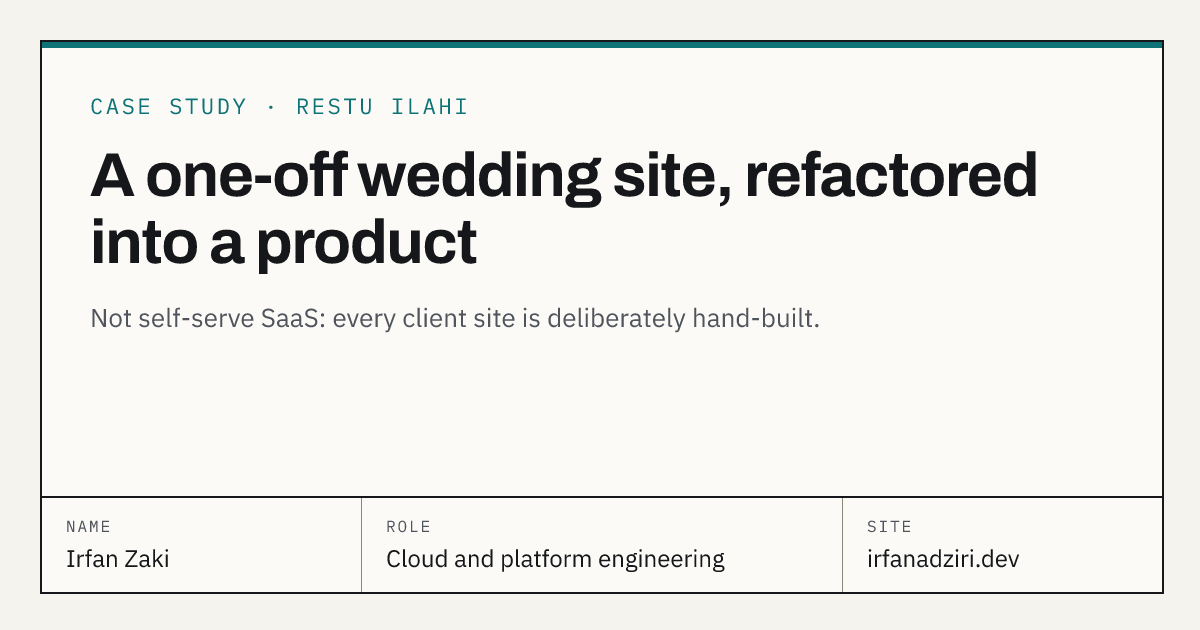 CASE STUDY · RESTU ILAHI
A one-off wedding site, refactored
into a product
Not self-serve SaaS: every client site is deliberately hand-built.
NAME
Irfan Zaki
ROLE
Cloud and platform engineering
SITE
irfanadziri.dev